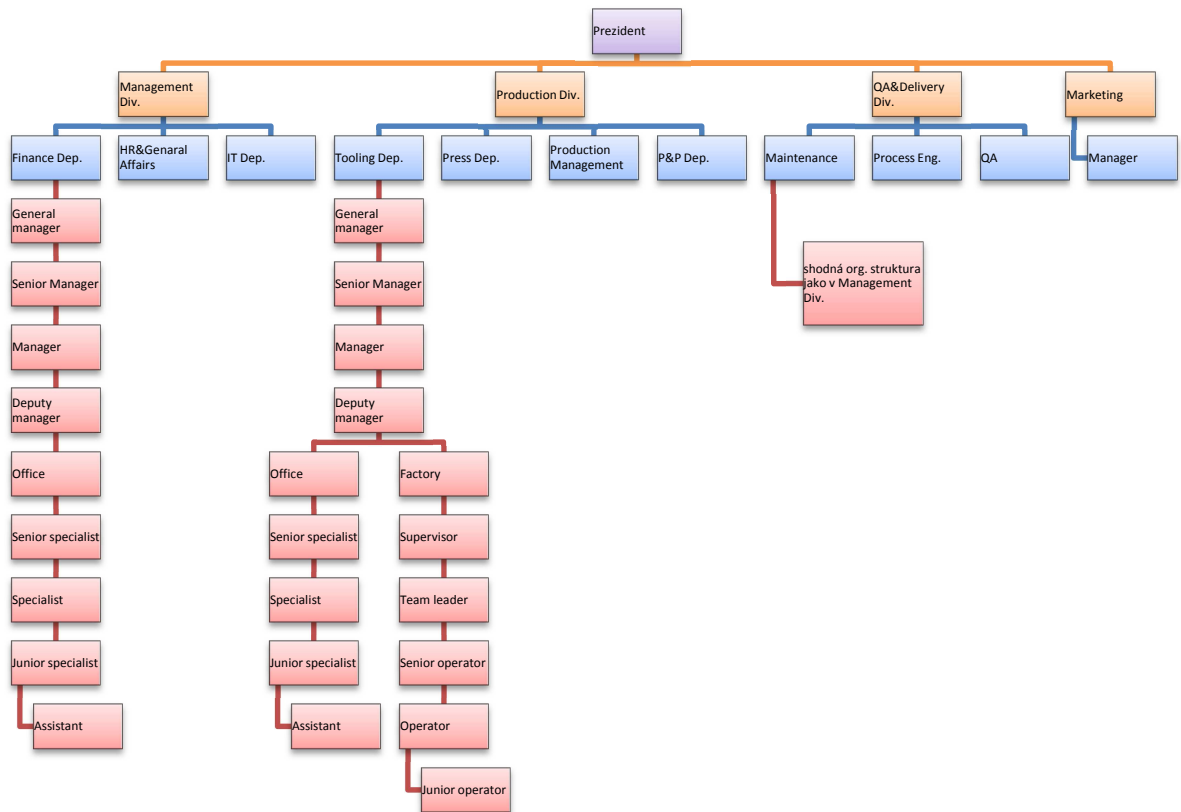 Prezident
Management
Div.
Production Div.
QA&Delivery
Div.
Marketing
Finance Dep.
HR&Genaral
Affairs
IT Dep.
Tooling Dep.
Press Dep.
Production
Management
P&P Dep.
Maintenance
Process Eng.
QA
Manager
General
manager
General
manager
shodná org. struktura
jako v Management
Div.
Senior Manager
Senior Manager
Manager
Manager
Deputy
manager
Deputy
manager
Office
Office
Factory
Senior specialist
Senior specialist
Supervisor
Specialist
Specialist
Team leader
Junior specialist
Junior specialist
Senior operator
Assistant
Assistant
Operator
Junior operator